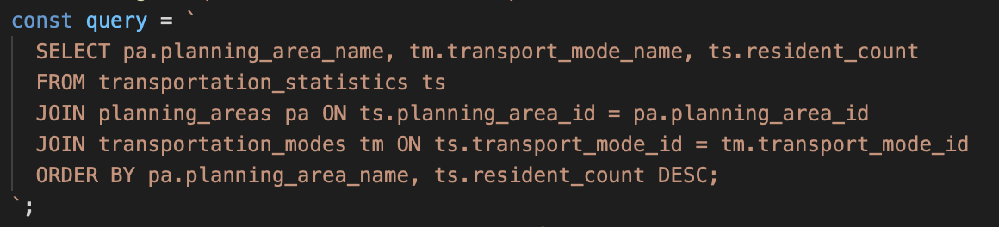 const query = `
SELECT pa.planning_area_name, tm.transport_mode_name, ts.resident_count
FROM transportation_statistics ts
JOIN planning_areas pa ON ts.planning_area_id = pa.planning_area_id
JOIN transportation_modes tm ON ts.transport_mode_id = tm.transport_mode_id
ORDER BY pa.planning_area_name, ts.resident_count DESC;
`;